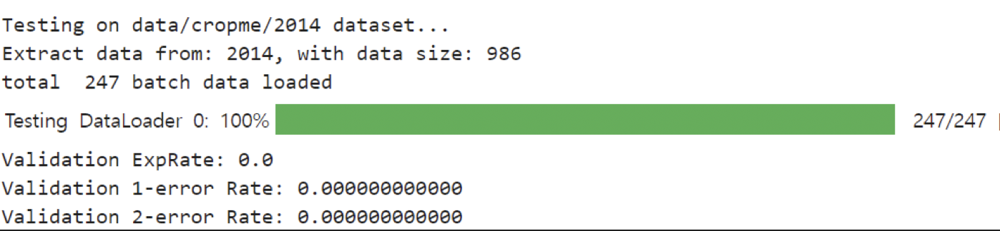 Testing on data/cropme/2014 dataset...
Extract data from: 2014, with data size: 986
total  247 batch data loaded
Testing DataLoader 0: 100% 247/247 [
Validation ExpRate: 0.0
Validation 1-error Rate: 0.000000000000
Validation 2-error Rate: 0.000000000000